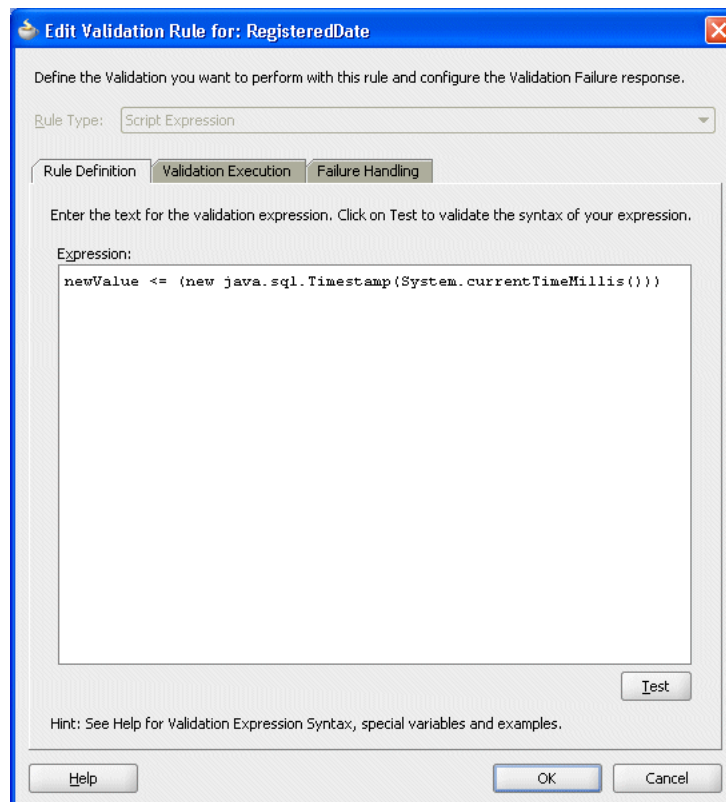 Edit Validation Rule for: RegisteredDate
Define the Validation you want to perform with this rule and configure the Validation Failure response.
Rule Type: Script Expression
Rule Definition Validation Execution Failure Handling
Enter the text for the validation expression. Click on Test to validate the syntax of your expression.
Expression:
newValue <= (new java.sql.Timestamp(System.currentTimeMillis()))
Test
Hint: See Help for Validation Expression Syntax, special variables and examples.
Help OK Cancel